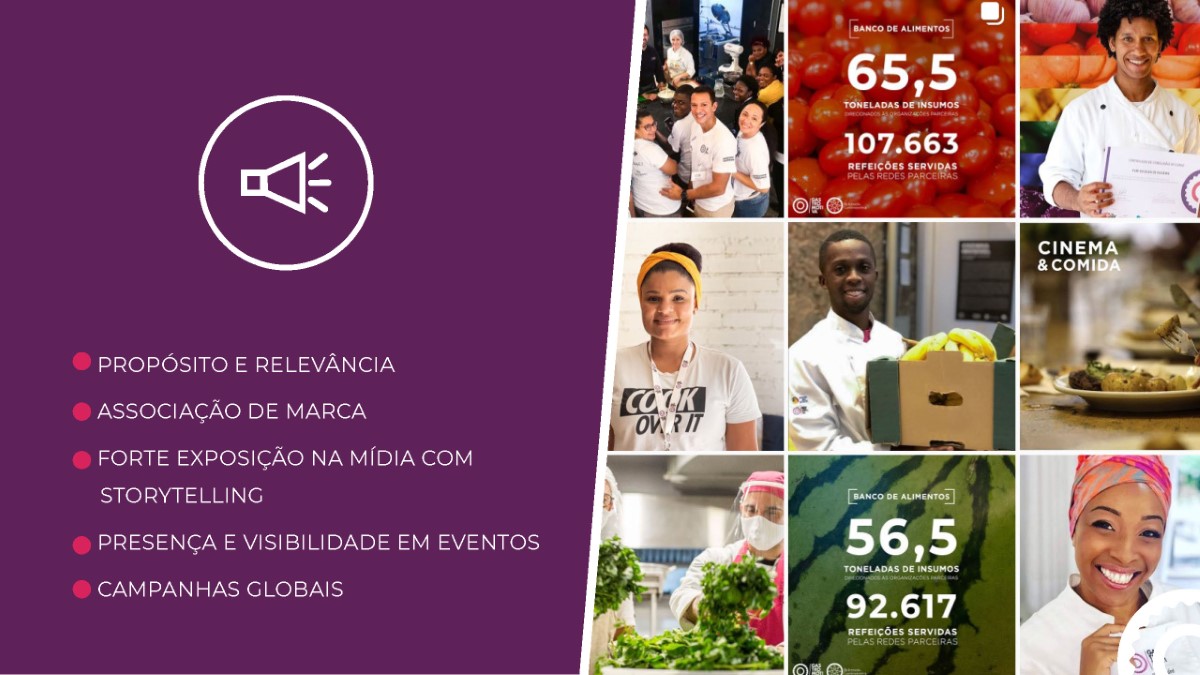 PROPÓSITO E RELEVÂNCIA
ASSOCIAÇÃO DE MARCA
FORTE EXPOSIÇÃO NA MÍDIA COM
STORYTELLING
PRESENÇA E VISIBILIDADE EM EVENTOS
CAMPANHAS GLOBAIS
BANCO DE ALIMENTOS
65,5
TONELADAS DE INSUMOS
DIRECIONADOS ÀS ORGANIZAÇÕES PARCEIRAS
107.663
REFEIÇÕES SERVIDAS
PELAS REDES PARCEIRAS
COOK
OVER IT
CINEMA
& COMIDA
BANCO DE ALIMENTOS
56,5
TONELADAS DE INSUMOS
DIRECIONADOS ÀS ORGANIZAÇÕES PARCEIRAS
92.617
REFEIÇÕES SERVIDAS
PELAS REDES PARCEIRAS